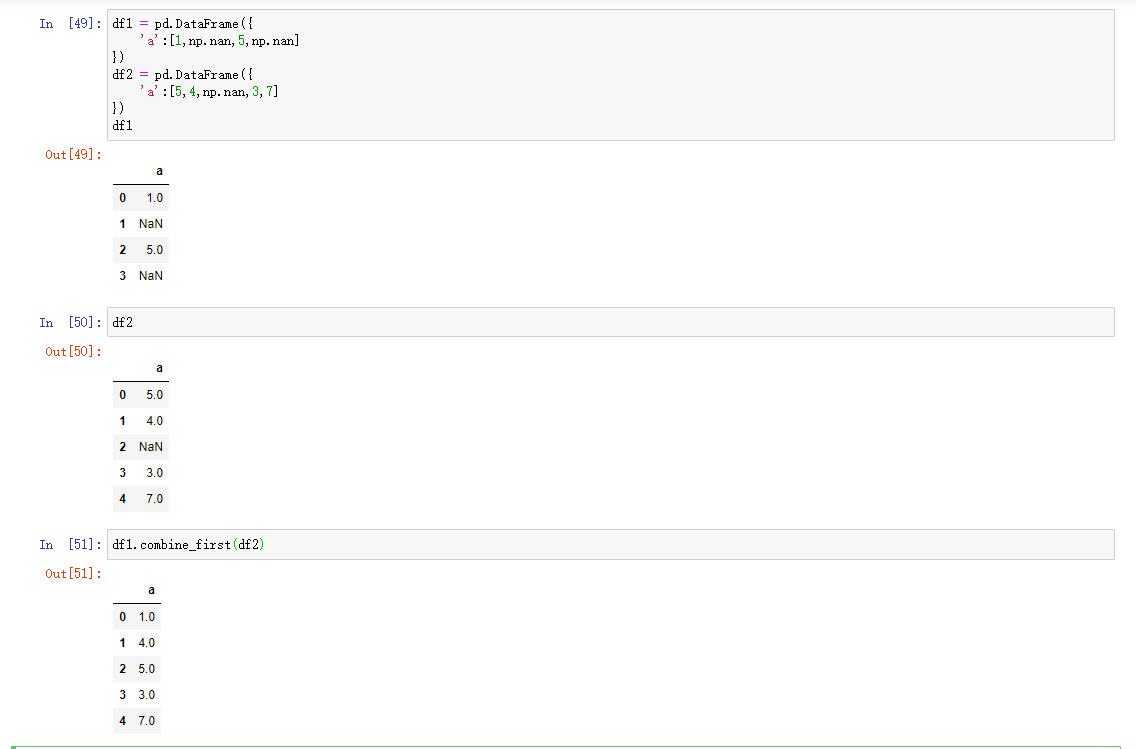 In [49]: df1 = pd.DataFrame({
'a':[1,np.nan,5,np.nan]
})
df2 = pd.DataFrame({
'a':[5,4,np.nan,3,7]
})
df1
Out[49]:
a
0 1.0
1 NaN
2 5.0
3 NaN
In [50]: df2
Out[50]:
a
0 5.0
1 4.0
2 NaN
3 3.0
4 7.0
In [51]: df1.combine_first(df2)
Out[51]:
a
0 1.0
1 4.0
2 5.0
3 3.0
4 7.0